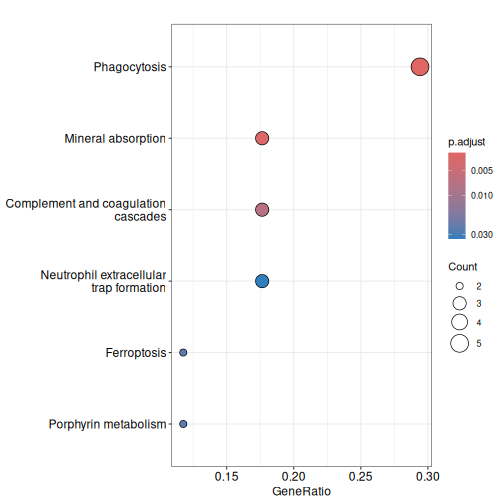 Phagocytosis
Mineral absorption
Complement and coagulation
cascades
Neutrophil extracellular
trap formation
Ferroptosis
Porphyrin metabolism
0.15
0.20
0.25
0.30
GeneRatio
p.adjust
0.005
0.010
0.030
Count
2
3
4
5